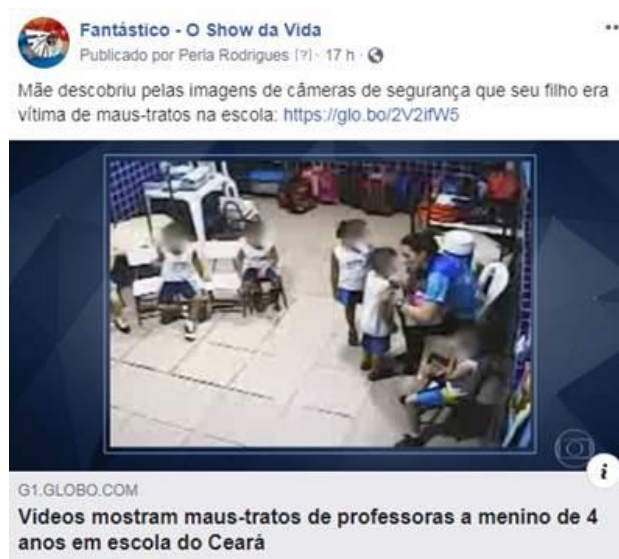 Fantástico - O Show da Vida
Publicado por Perla Rodrigues [?] · 17 h ·
Mãe descobriu pelas imagens de câmeras de segurança que seu filho era
vítima de maus-tratos na escola: https://glo.bo/2V2ifW5
G1.GLOBO.COM
Vídeos mostram maus-tratos de professoras a menino de 4
anos em escola do Ceará